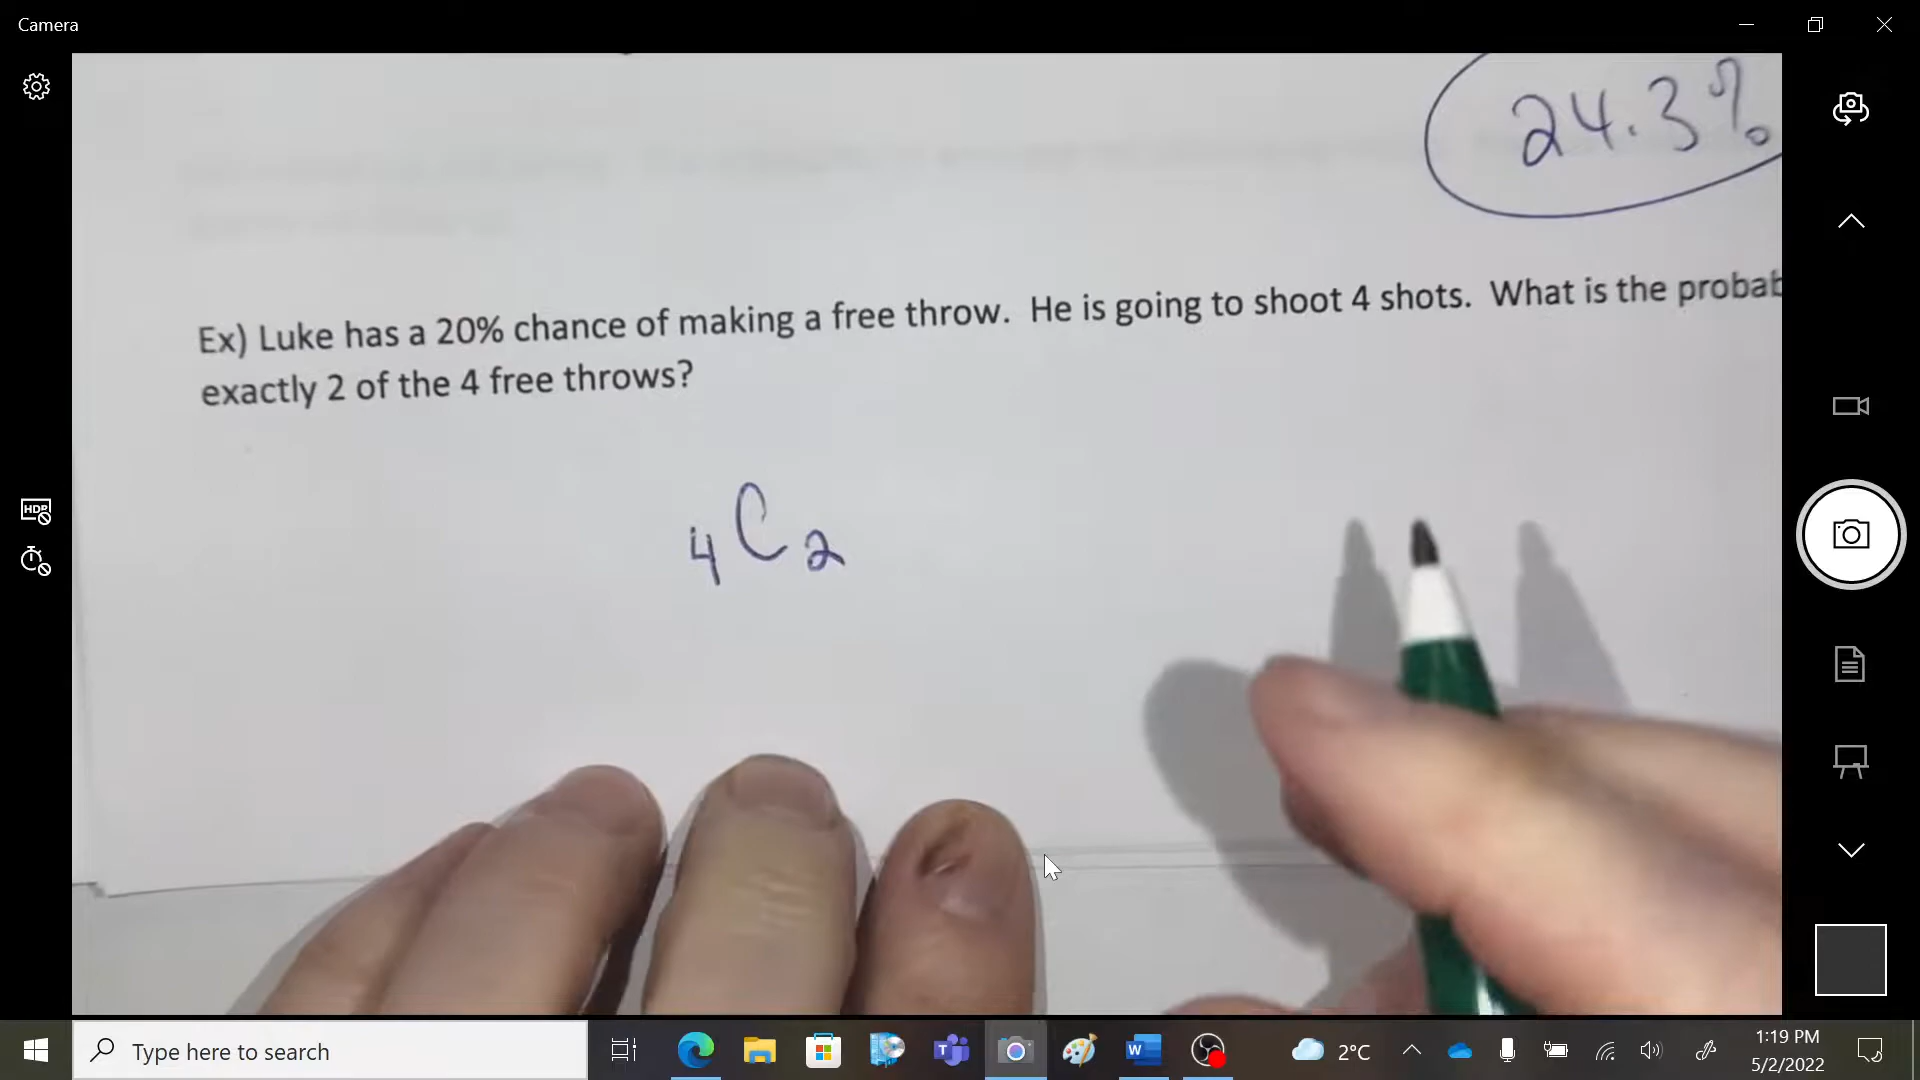 Camera
24.3%
Ex) Luke has a 20% chance of making a free throw. He is going to shoot 4 shots. What is the probab
exactly 2 of the 4 free throws?
4C2
HDR
Type here to search
2°C
1:19 PM
5/2/2022